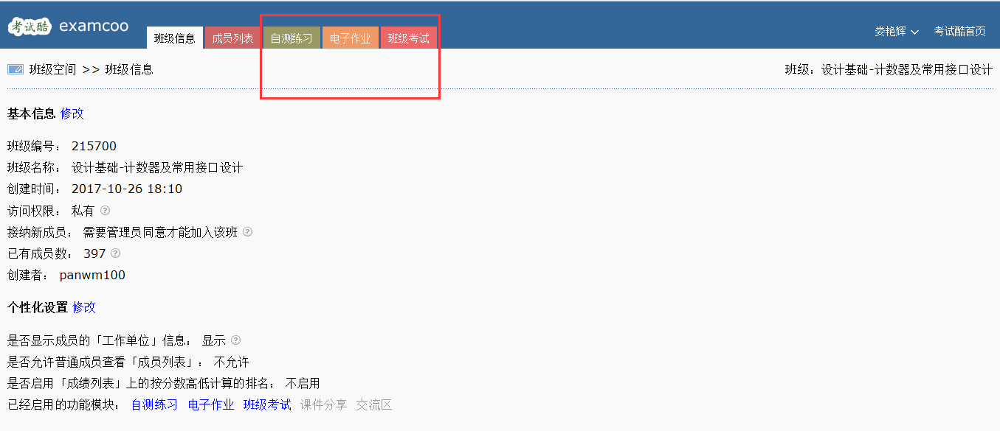 考试酷 examcoo 班级信息 成员列表 自测练习 电子作业 班级考试 娄艳辉 考试酷首页
班级空间 >> 班级信息 班级：设计基础-计数器及常用接口设计
基本信息 修改
班级编号： 215700
班级名称： 设计基础-计数器及常用接口设计
创建时间： 2017-10-26 18:10
访问权限： 私有 ?
接纳新成员： 需要管理员同意才能加入该班 ?
已有成员数： 397 ?
创建者： panwm100
个性化设置 修改
是否显示成员的「工作单位」信息： 显示 ?
是否允许普通成员查看「成员列表」： 不允许
是否启用「成绩列表」上的按分数高低计算的排名： 不启用
已经启用的功能模块： 自测练习 电子作业 班级考试 课件分享 交流区